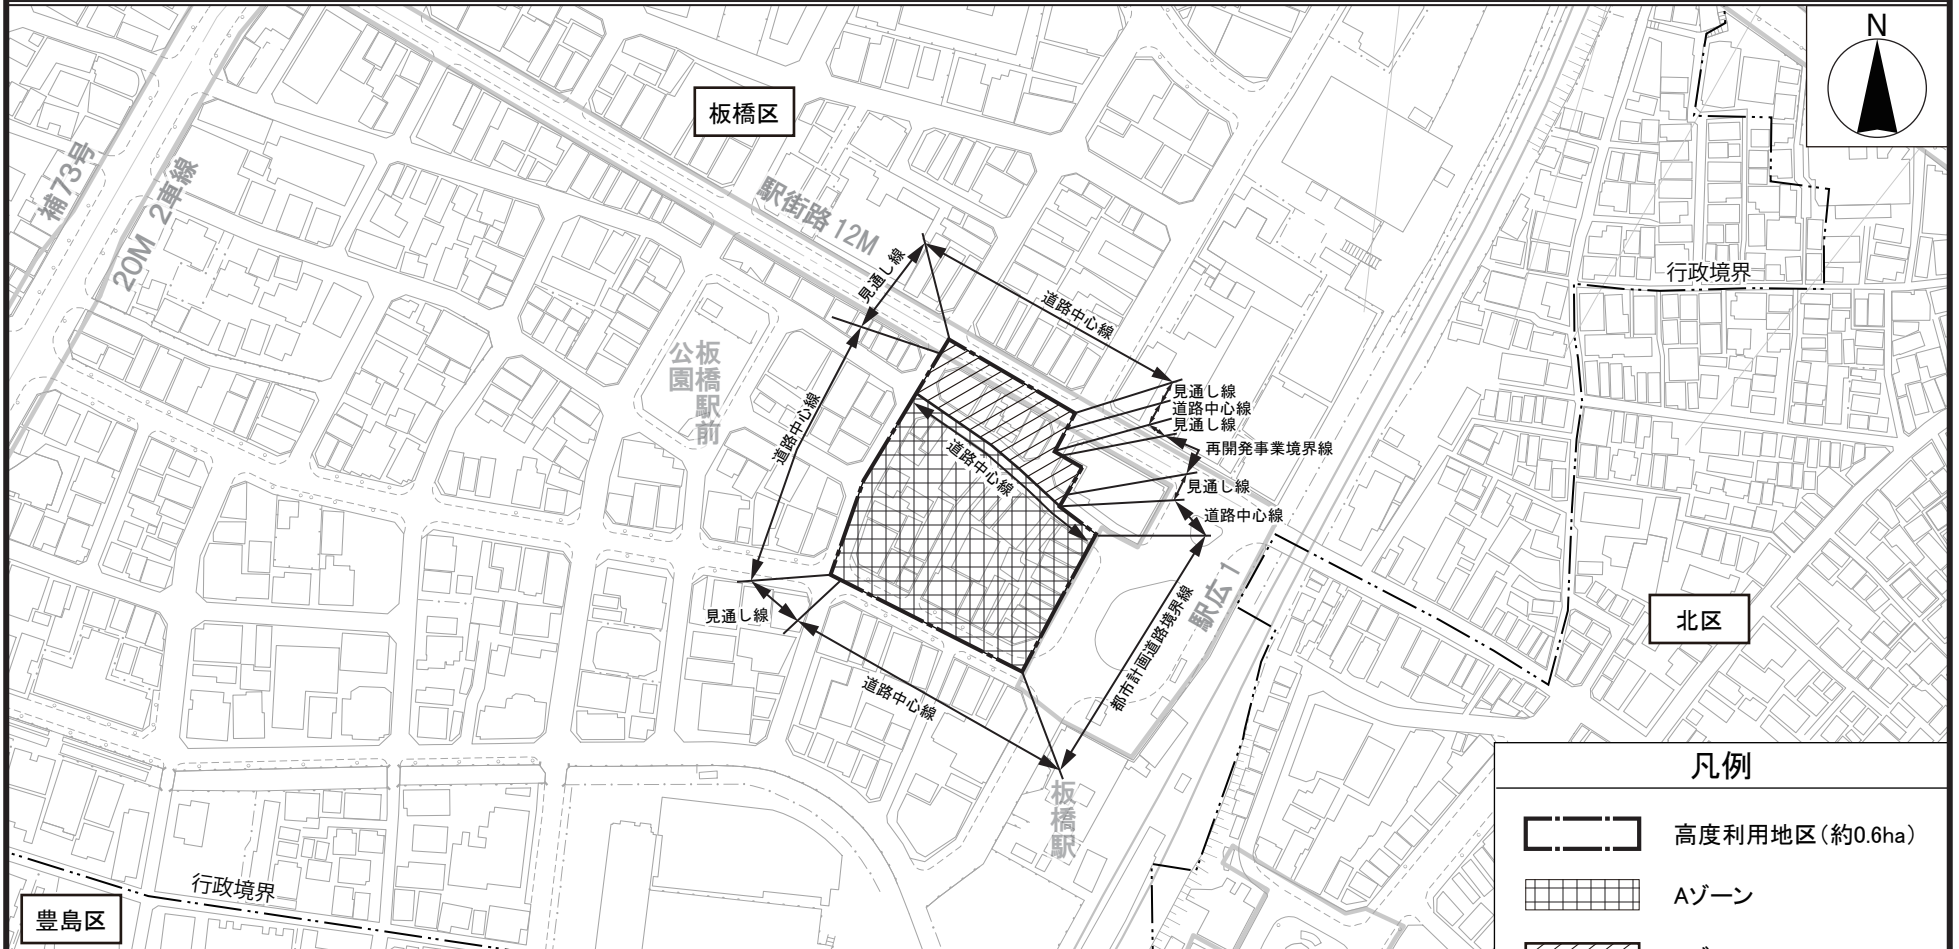 N
板橋区
補73号
20M 2車線
駅街路 12M
行政境界
見通し線
道路中心線
板橋駅前
公園
道路中心線
見通し線
道路中心線
見通し線
再開発事業境界線
道路中心線
見通し線
道路中心線
駅広 1
都市計画道路境界線
北区
見通し線
道路中心線
板橋駅
凡例
高度利用地区(約0.6ha)
Aゾーン
行政境界
豊島区